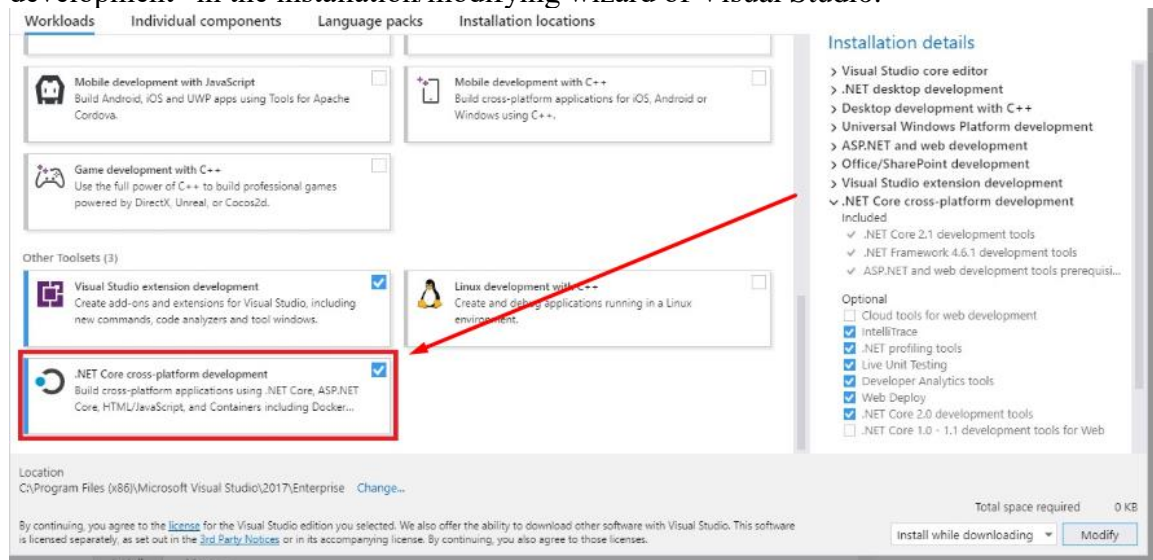 development" in the installation/modifying wizard of Visual Studio.
Workloads Individual components Language packs Installation locations
Mobile development with JavaScript
Build Android, iOS and UWP apps using Tools for Apache
Cordova.
Mobile development with C++
Build cross-platform applications for iOS, Android or
Windows using C++.
Game development with C++
Use the full power of C++ to build professional games
powered by DirectX, Unreal, or Cocos2d.
Other Toolsets (3)
Visual Studio extension development
Create add-ons and extensions for Visual Studio, including
new commands, code analyzers and tool windows.
Linux development with C++
Create and debug applications running in a Linux
environment.
.NET Core cross-platform development
Build cross-platform applications using .NET Core, ASP.NET
Core, HTML/JavaScript, and Containers including Docker...
Installation details
Visual Studio core editor
.NET desktop development
Desktop development with C++
Universal Windows Platform development
ASP.NET and web development
Office/SharePoint development
Visual Studio extension development
.NET Core cross-platform development
Included
.NET Core 2.1 development tools
.NET Framework 4.6.1 development tools
ASP.NET and web development tools prerequisi...
Optional
Cloud tools for web development
IntelliTrace
.NET profiling tools
Live Unit Testing
Developer Analytics tools
Web Deploy
.NET Core 2.0 development tools
.NET Core 1.0 - 1.1 development tools for Web
Location
C:\Program Files (x86)\Microsoft Visual Studio\2017\Enterprise Change...
By continuing, you agree to the license for the Visual Studio edition you selected. We also offer the ability to download other software with Visual Studio. This software
is licensed separately, as set out in the 3rd Party Notices or in its accompanying license. By continuing, you also agree to those licenses.
Total space required 0 KB
Install while downloading Modify